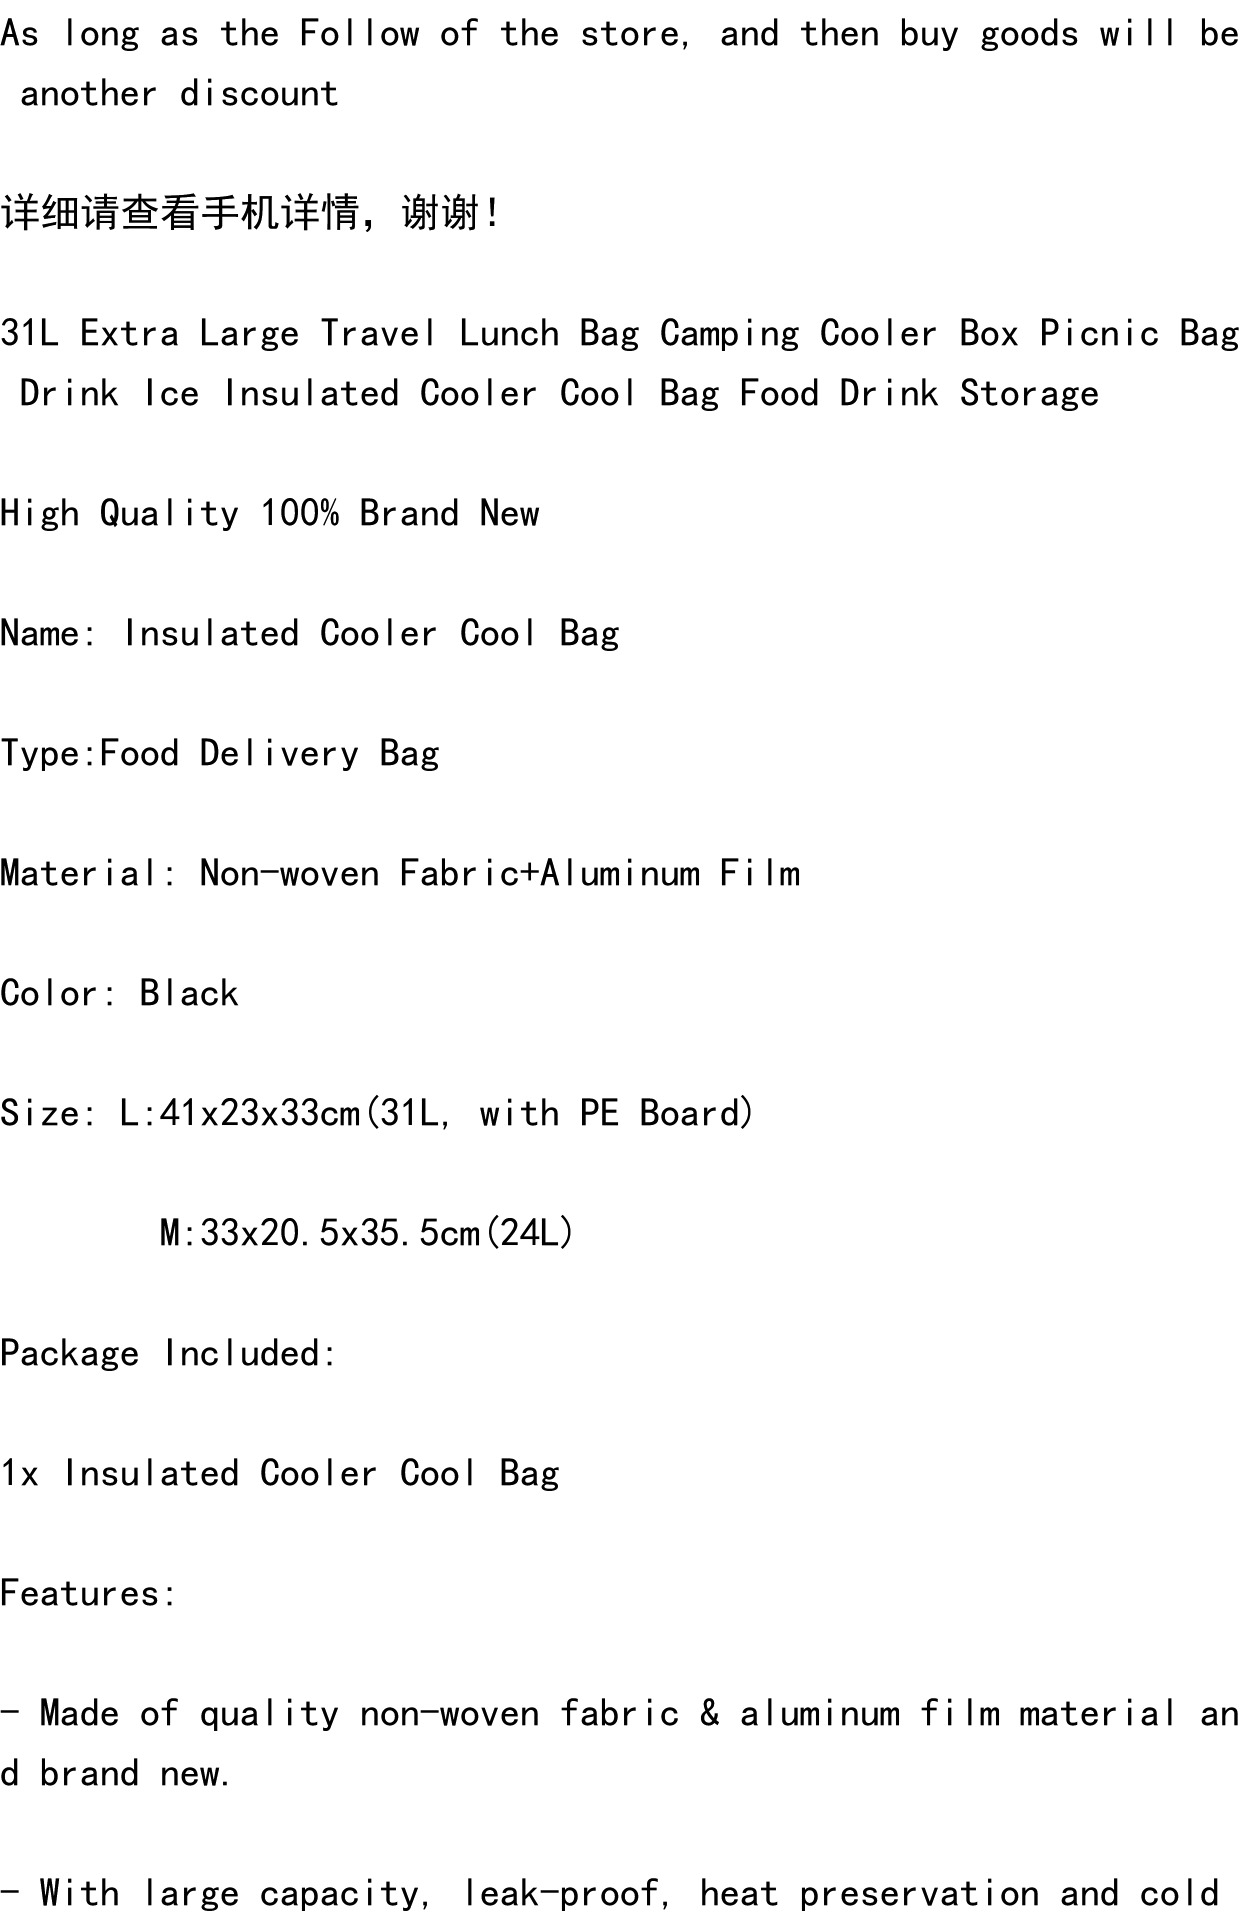 As long as the Follow of the store, and then buy goods will be
another discount
详细请查看手机详情，谢谢！
31L Extra Large Travel Lunch Bag Camping Cooler Box Picnic Bag
Drink Ice Insulated Cooler Cool Bag Food Drink Storage
High Quality 100% Brand New
Name: Insulated Cooler Cool Bag
Type:Food Delivery Bag
Material: Non-woven Fabric+Aluminum Film
Color: Black
Size: L:41x23x33cm(31L, with PE Board)
M:33x20.5x35.5cm(24L)
Package Included:
1x Insulated Cooler Cool Bag
Features:
- Made of quality non-woven fabric & aluminum film material an
d brand new.
- With large capacity, leak-proof, heat preservation and cold